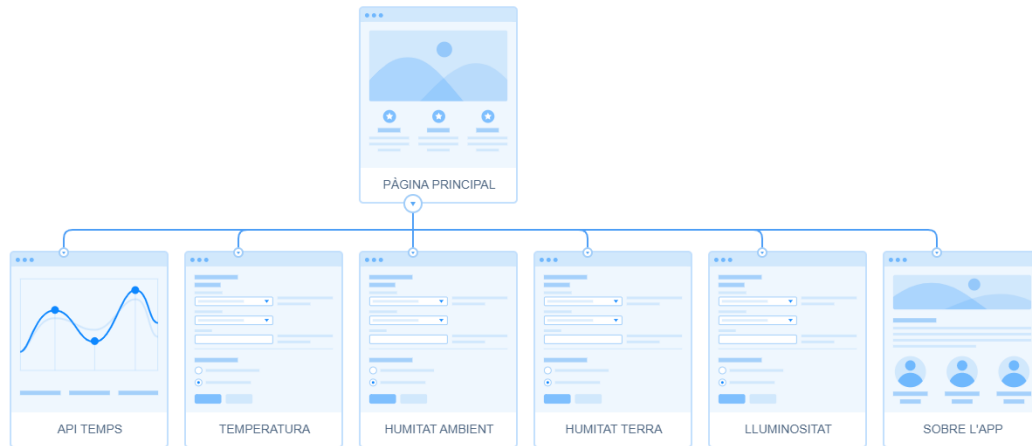 PÀGINA PRINCIPAL
API TEMPS
TEMPERATURA
HUMITAT AMBIENT
HUMITAT TERRA
LLUMINOSITAT
SOBRE L'APP